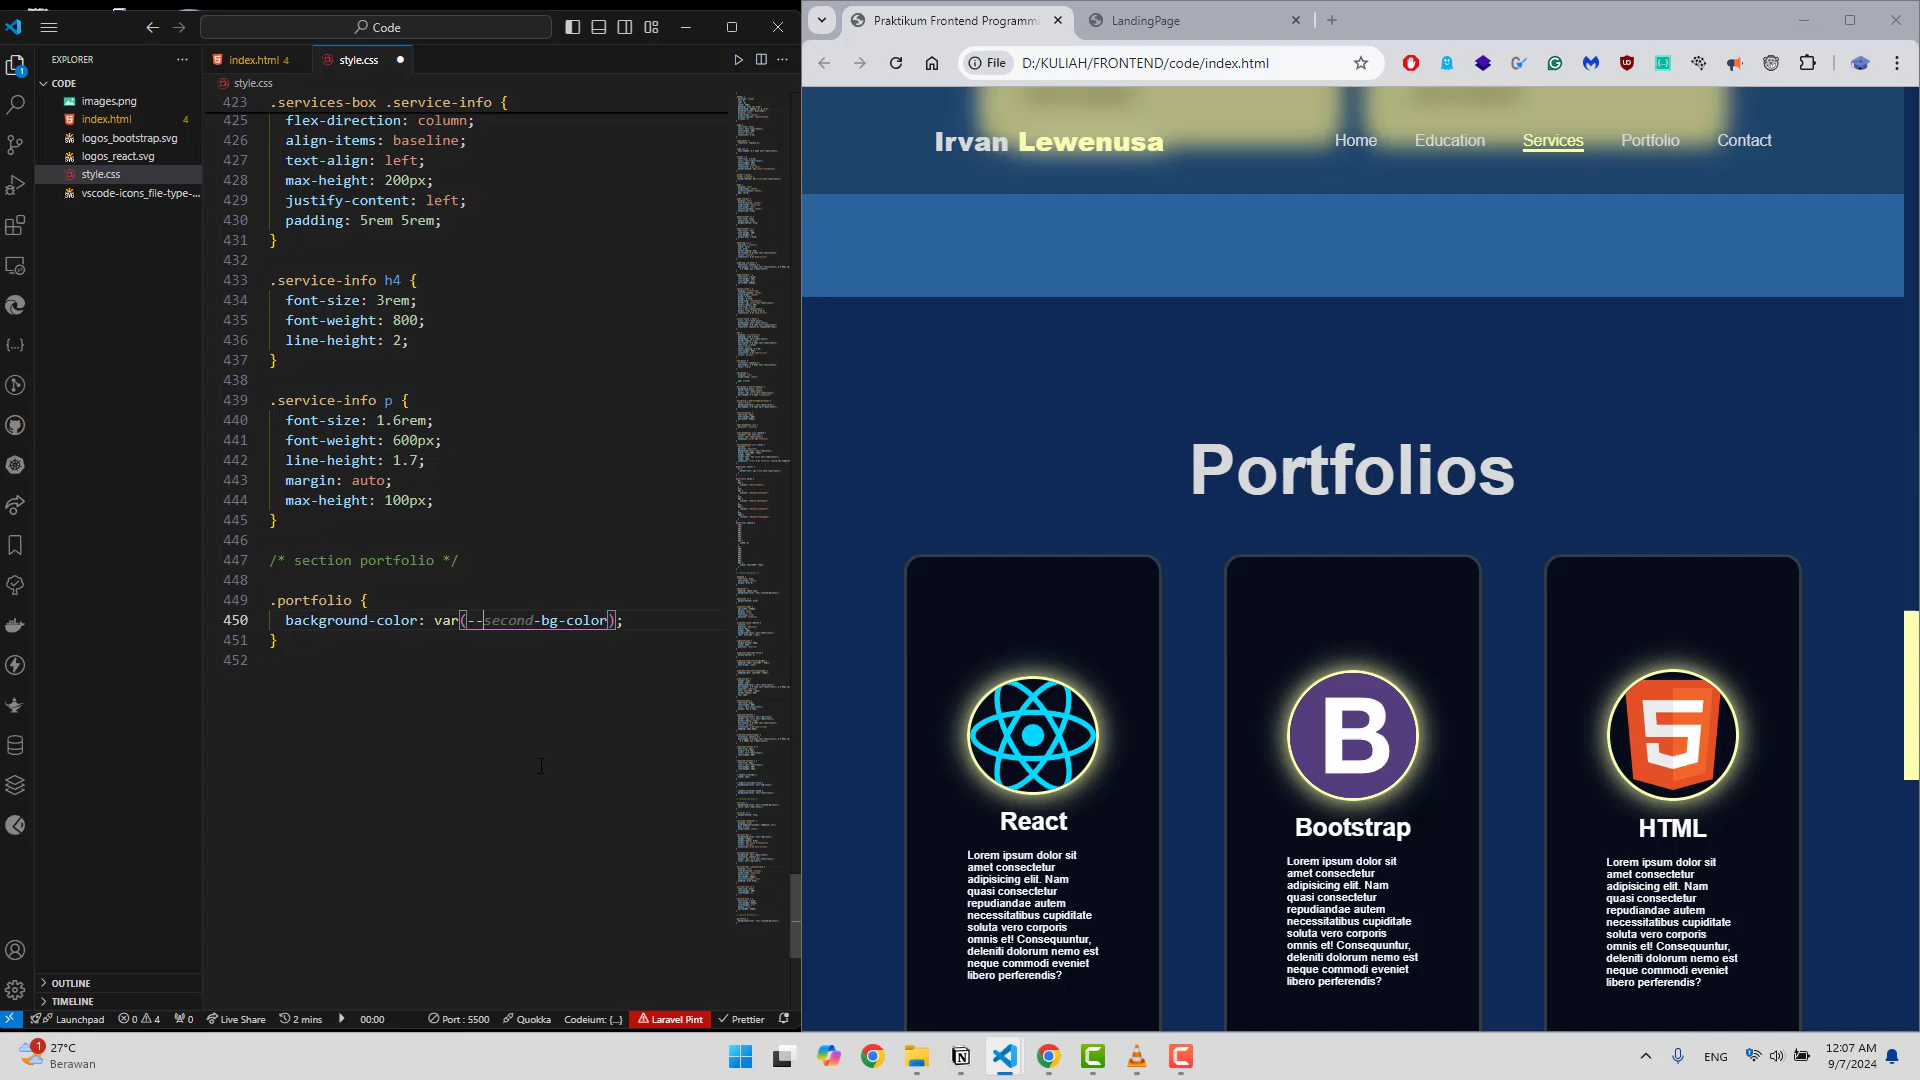 Code
EXPLORER
index.html 4
style.css
Praktikum Frontend Programm
LandingPage
CODE
File
D:/KULIAH/FRONTEND/code/index.html
style.css
images.png
index.html 4
logos_bootstrap.svg
logos_react.svg
style.css
vscode-icons_file-type-...
423 .services-box .service-info {
425 flex-direction: column;
426 align-items: baseline;
427 text-align: left;
428 max-height: 200px;
429 justify-content: left;
430 padding: 5rem 5rem;
431 }
432
433 .service-info h4 {
434 font-size: 3rem;
435 font-weight: 800;
436 line-height: 2;
437 }
438
439 .service-info p {
440 font-size: 1.6rem;
441 font-weight: 600px;
442 line-height: 1.7;
443 margin: auto;
444 max-height: 100px;
445 }
446
447 /* section portfolio */
448
449 .portfolio {
450 background-color: var(--second-bg-color);
451 }
452
OUTLINE
TIMELINE
Launchpad
0 4
0
Live Share
2 mins
00:00
Port : 5500
Quokka
Codeium: {...}
Laravel Pint
Prettier
Irvan Lewenusa
Home
Education
Services
Portfolio
Contact
Portfolios
React
Lorem ipsum dolor sit
amet consectetur
adipisicing elit. Nam
quasi consectetur
repudiandae autem
necessitatibus cupiditate
soluta vero corporis
omnis et! Consequuntur,
deleniti dolorum nemo est
neque commodi eveniet
libero perferendis?
B
Bootstrap
Lorem ipsum dolor sit
amet consectetur
adipisicing elit. Nam
quasi consectetur
repudiandae autem
necessitatibus cupiditate
soluta vero corporis
omnis et! Consequuntur,
deleniti dolorum nemo est
neque commodi eveniet
libero perferendis?
5
HTML
Lorem ipsum dolor sit
amet consectetur
adipisicing elit. Nam
quasi consectetur
repudiandae autem
necessitatibus cupiditate
soluta vero corporis
omnis et! Consequuntur,
deleniti dolorum nemo est
neque commodi eveniet
libero perferendis?
1
27°C
Berawan
ENG
12:07 AM
9/7/2024